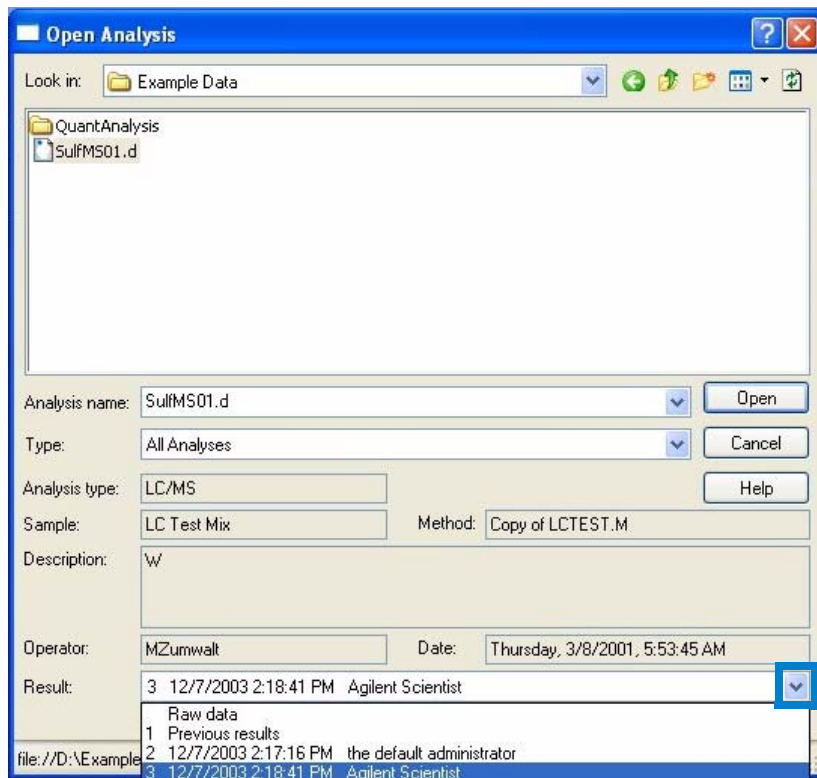 Open Analysis
Look in: Example Data
QuantAnalysis
SulfMS01.d
Analysis name: SulfMS01.d Open
Type: All Analyses Cancel
Analysis type: LC/MS Help
Sample: LC Test Mix Method: Copy of LCTEST.M
Description: W
Operator: MZumwalt Date: Thursday, 3/8/2001, 5:53:45 AM
Result: 3 12/7/2003 2:18:41 PM Agilent Scientist
Raw data
1 Previous results
2 12/7/2003 2:17:16 PM the default administrator
file://D:\Example
3 12/7/2003 2:18:41 PM Agilent Scientist